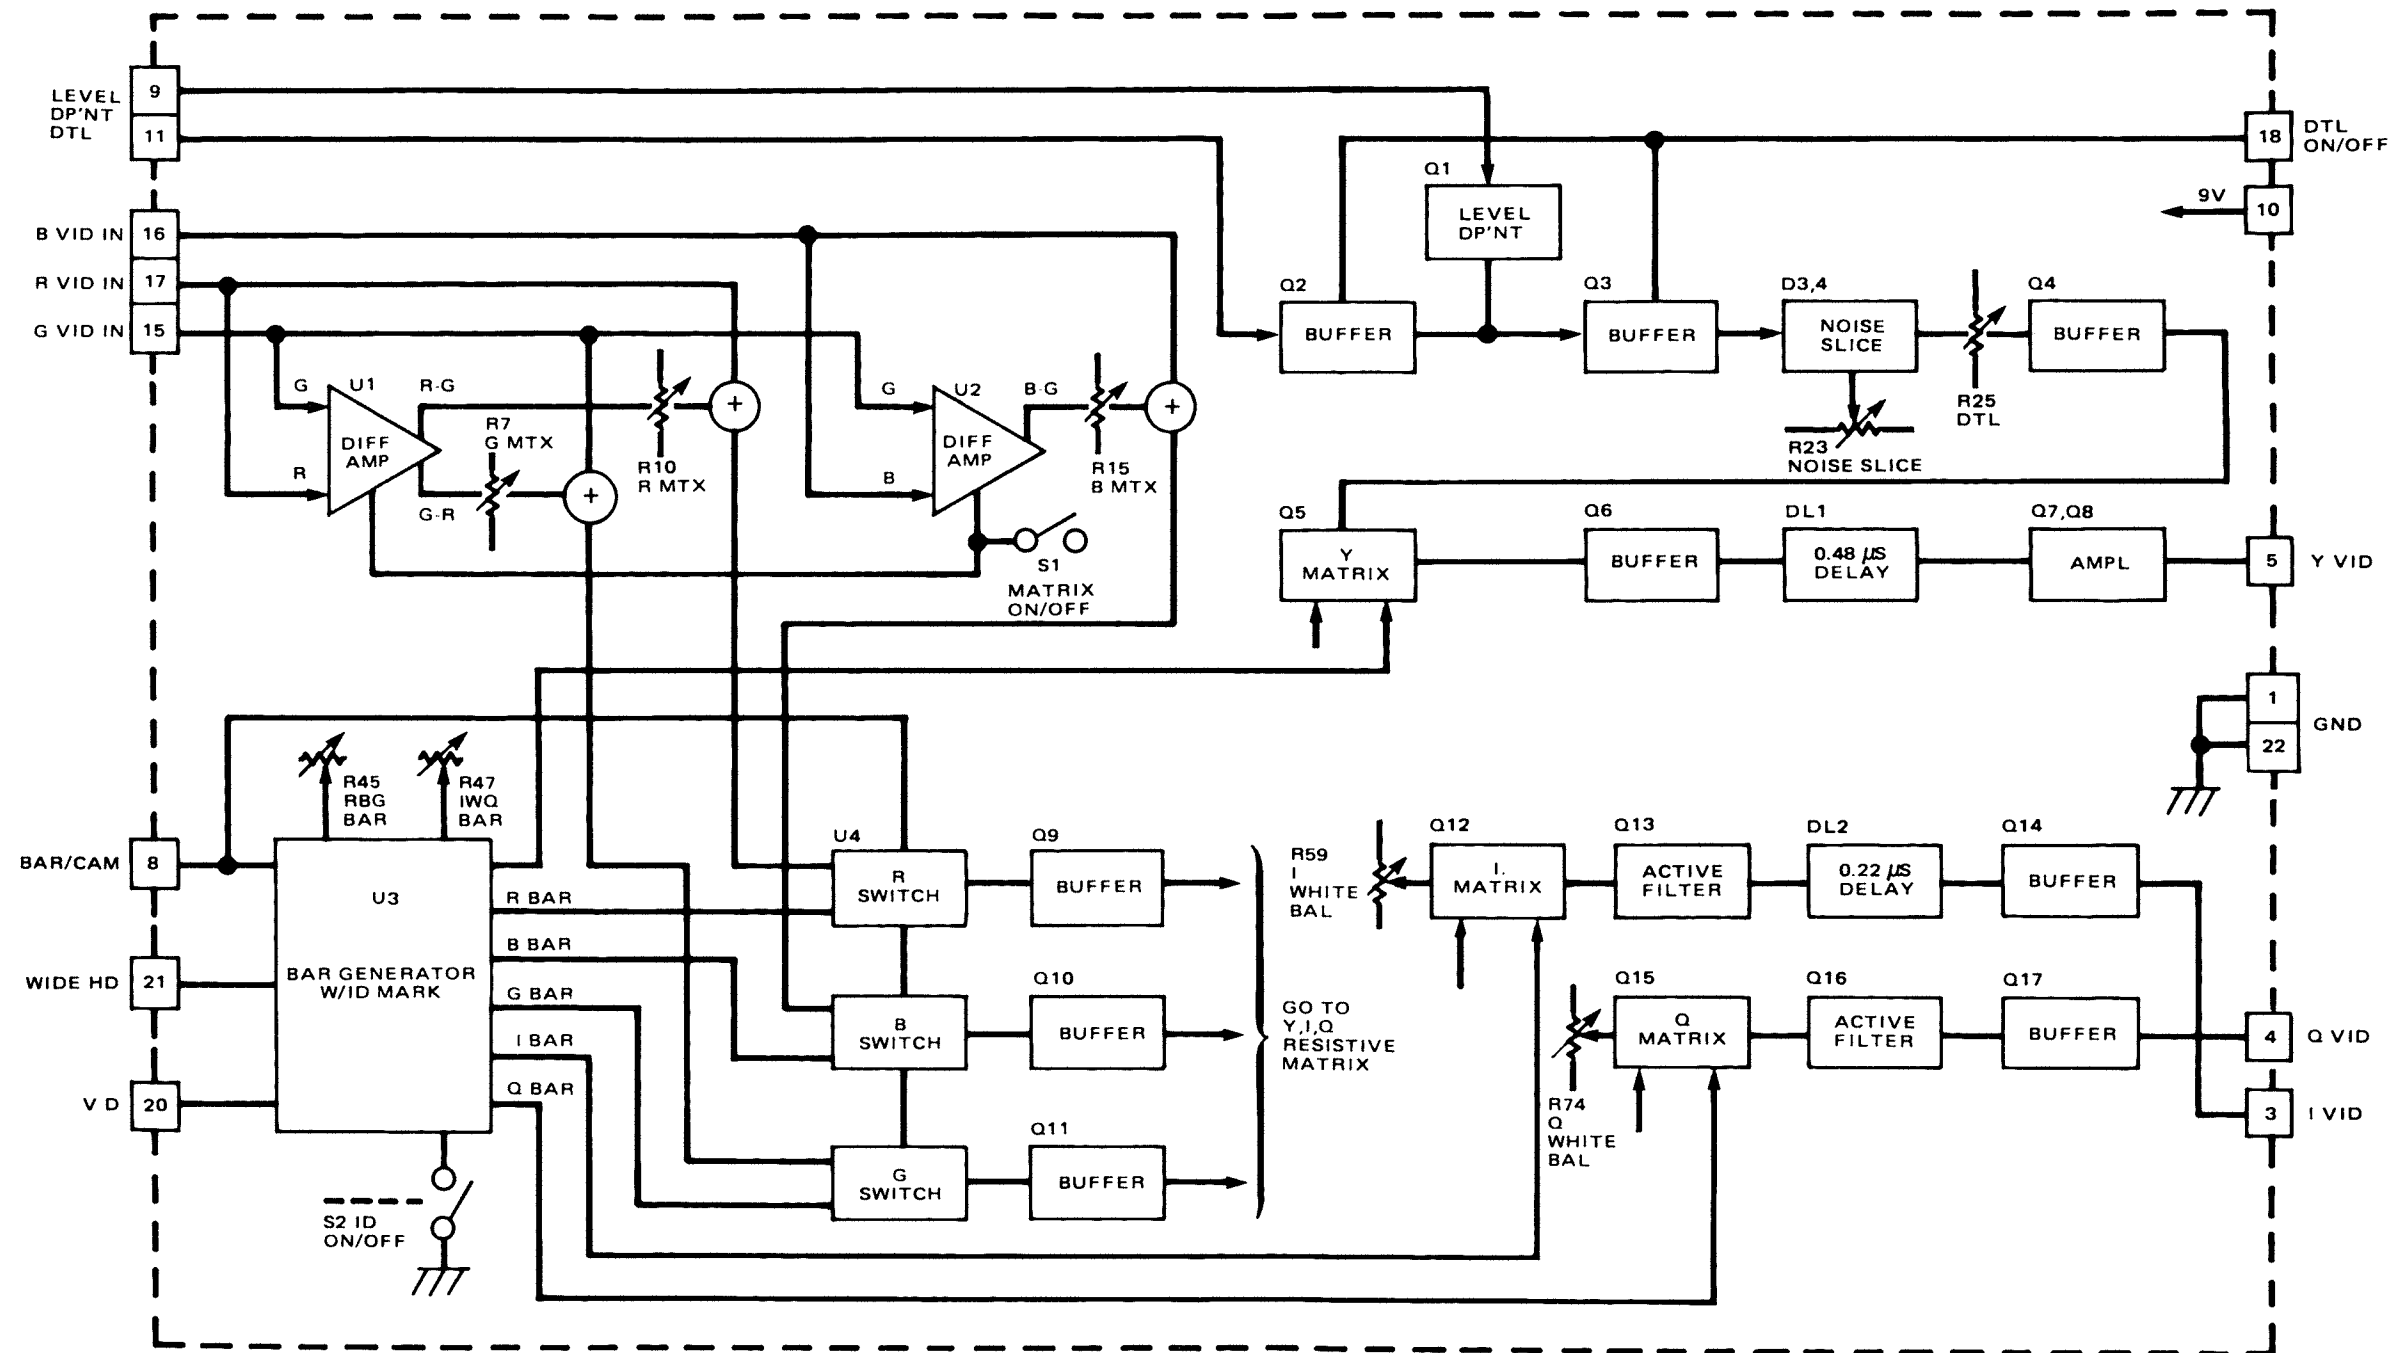 LEVEL
DP'NT
DTL
9
11
B VID IN
16
R VID IN
17
G VID IN
15
DTL
ON/OFF
18
9V
10
Q1
LEVEL
DP'NT
Q2
BUFFER
Q3
BUFFER
D3,4
NOISE
SLICE
R25
DTL
Q4
BUFFER
R23
NOISE SLICE
G
R
U1
DIFF
AMP
R-G
G-R
R7
G MTX
+
R10
R MTX
+
G
B
U2
DIFF
AMP
B-G
R15
B MTX
+
S1
MATRIX
ON/OFF
Q5
Y
MATRIX
Q6
BUFFER
DL1
0.48 µS
DELAY
Q7,Q8
AMPL
5
Y VID
1
22
GND
R45
RBG
BAR
R47
IWQ
BAR
BAR/CAM
8
WIDE HD
21
V D
20
U3
BAR GENERATOR
W/ID MARK
R BAR
B BAR
G BAR
I BAR
Q BAR
S2 ID
ON/OFF
U4
R
SWITCH
B
SWITCH
G
SWITCH
Q9
BUFFER
Q10
BUFFER
Q11
BUFFER
GO TO
Y,I,Q
RESISTIVE
MATRIX
R59
I
WHITE
BAL
Q12
I.
MATRIX
Q13
ACTIVE
FILTER
DL2
0.22 µS
DELAY
Q14
BUFFER
R74
Q
WHITE
BAL
Q15
Q
MATRIX
Q16
ACTIVE
FILTER
Q17
BUFFER
4
Q VID
3
I VID